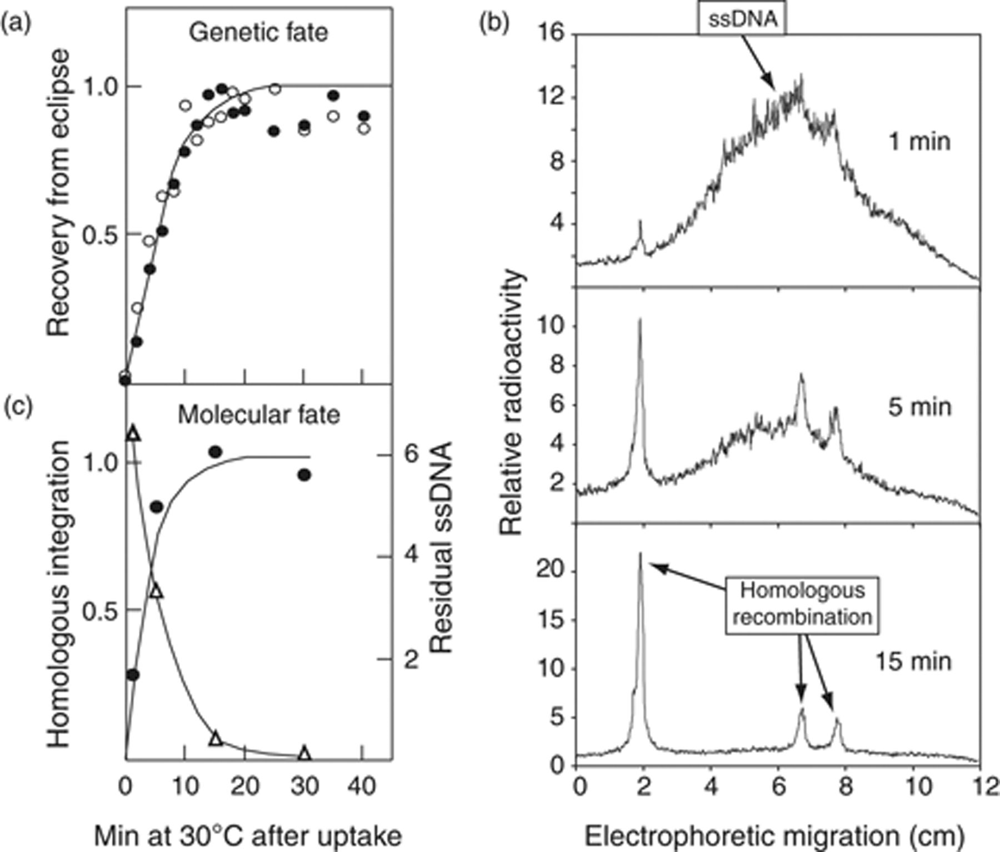 (a)
Genetic fate
Recovery from eclipse
1.0
0.5
(c)
Molecular fate
Homologous integration
1.0
0.5
Residual ssDNA
6
4
2
0 10 20 30 40
Min at 30°C after uptake
(b)
ssDNA
Relative radioactivity
16
12
8
4
1 min
10
8
6
4
2
5 min
20
15
10
5
0
Homologous
recombination
15 min
0 2 4 6 8 10 12
Electrophoretic migration (cm)